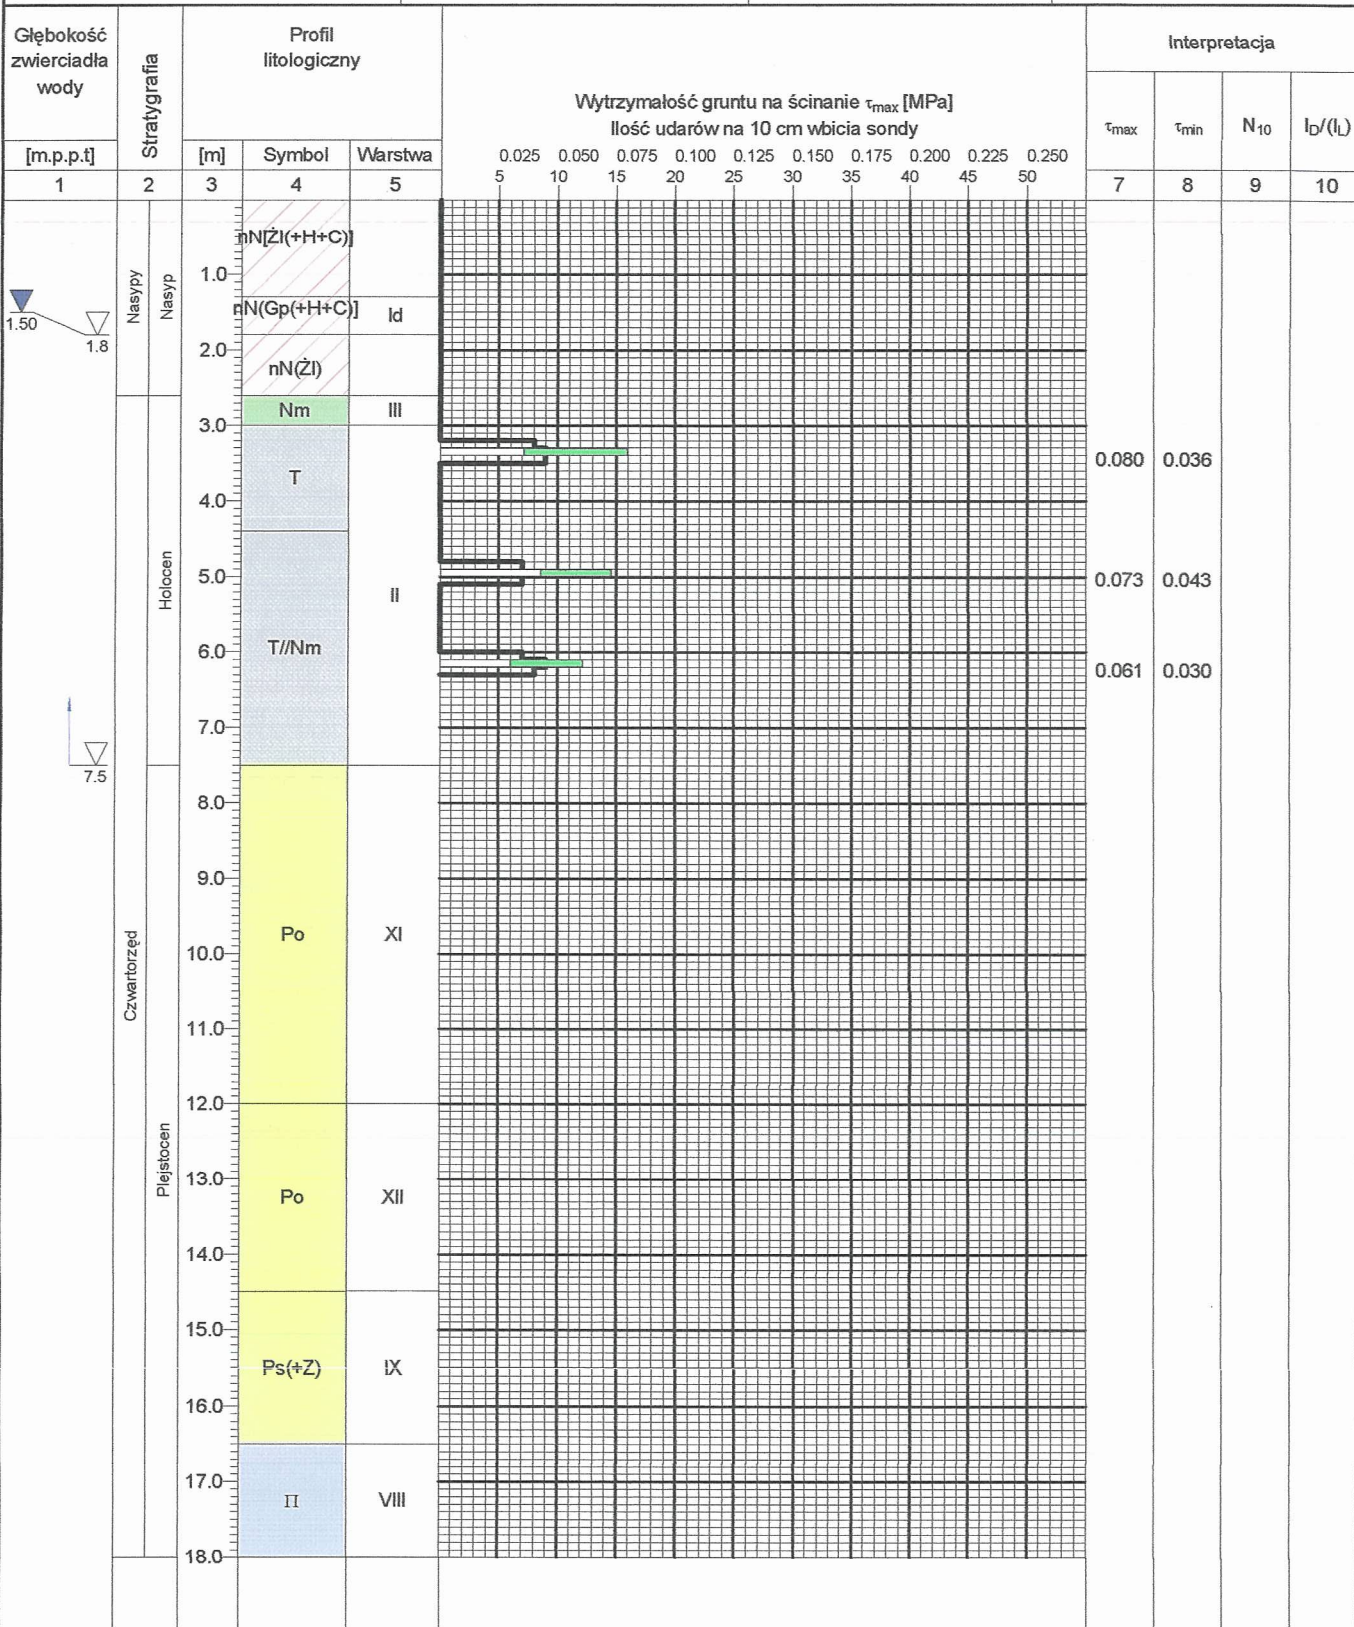 Głębokość
zwierciadła
wody
[m.p.p.t]
1
Stratygrafia
2
Profil
litologiczny
[m] Symbol Warstwa
3 4 5
Wytrzymałość gruntu na ścinanie τmax [MPa]
Ilość udarów na 10 cm wbicia sondy
0.025 0.050 0.075 0.100 0.125 0.150 0.175 0.200 0.225 0.250
5 10 15 20 25 30 35 40 45 50
Interpretacja
τmax τmin N10 ID/(IL)
7 8 9 10
nN[ŻI(+H+C)]
1.0
nN(Gp(+H+C)] Id
1.50
1.8
Nasypy
Nasyp
2.0
nN(ŻI)
Nm III
3.0
0.080 0.036
T
4.0
Holocen
5.0
0.073 0.043
II
T//Nm
6.0
0.061 0.030
7.0
7.5
8.0
9.0
Po XI
10.0
Czwartorzęd
11.0
12.0
Plejstocen
13.0
Po XII
14.0
15.0
Ps(+Z) IX
16.0
17.0
Π VIII
18.0